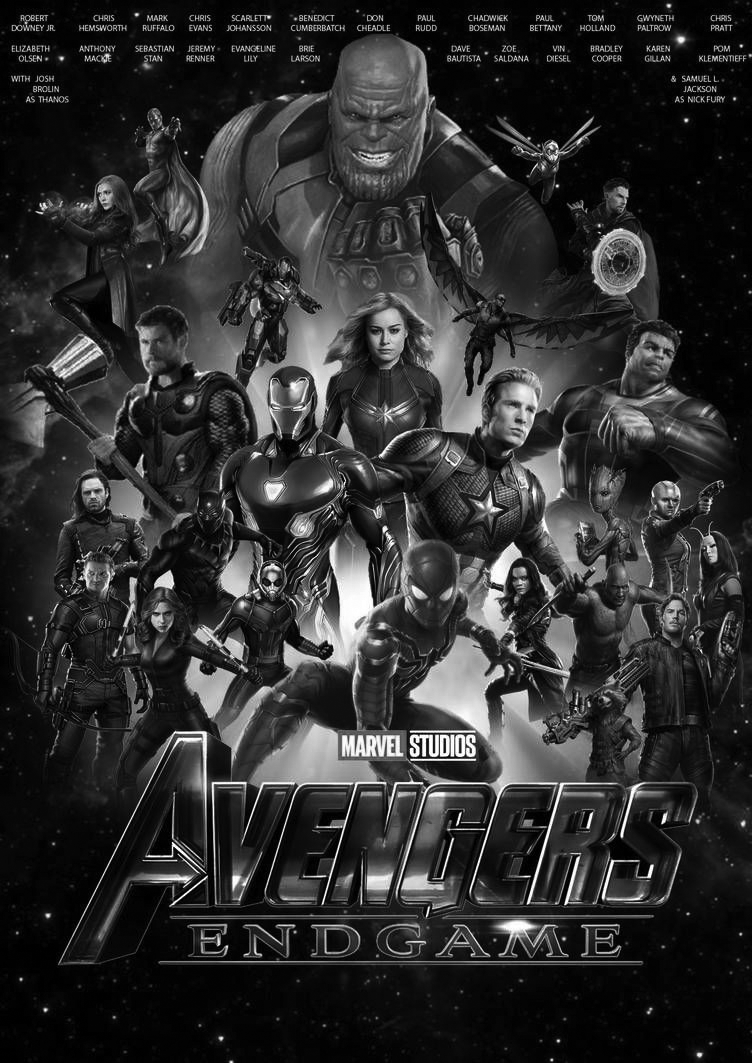 ROBERT CHRIS MARK CHRIS SCARLETT BENEDICT DON PAUL CHADWICK PAUL TOM GWYNETH CHRIS
DOWNEY JR. HEMSWORTH RUFFALO EVANS JOHANSSON CUMBERBATCH CHEADLE RUDD BOSEMAN BETTANY HOLLAND PALTROW PRATT
ELIZABETH ANTHONY SEBASTIAN JEREMY EVANGELINE BRIE DAVE ZOE VIN BRADLEY KAREN POM
OLSEN MACKIE STAN RENNER LILY LARSON BAUTISTA SALDANA DIESEL COOPER GILLAN KLEMENTIEFF
WITH JOSH & SAMUEL L.
BROLIN JACKSON
AS THANOS AS NICK FURY
MARVEL STUDIOS
AVENGERS
ENDGAME